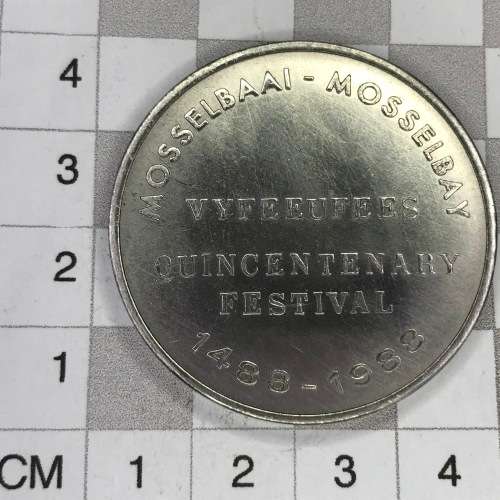 MOSSELBAAI - MOSSELBAY
VYFEEUFEES
QUINCENTENARY
FESTIVAL
1488-1988
4
3
2
1
CM 1 2 3 4